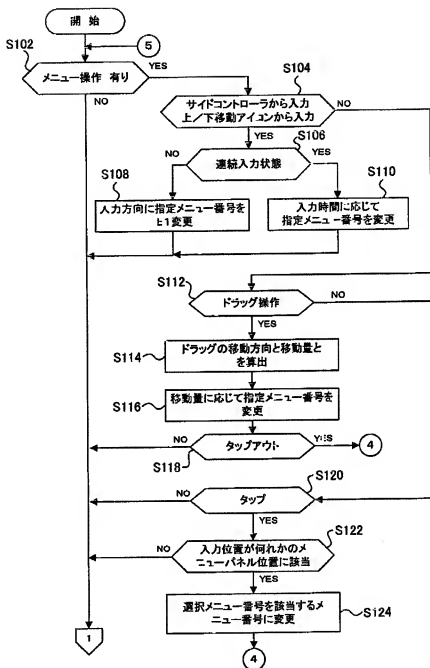 開 始
5
S102
メニュー操作 有り
YES
NO
S104
サイドコントローラから入力
上／下移動アイコンから入力
NO
YES
S106
連続入力状態
NO
YES
S108
入力方向に指定メニュー番号を
±1変更
S110
入力時間に応じて
指定メニュー番号を変更
S112
ドラッグ操作
NO
YES
S114
ドラッグの移動方向と移動量と
を算出
S116
移動量に応じて指定メニュー番号を
変更
NO
タップアウト
YES
4
S118
S120
タップ
NO
YES
S122
入力位置が何れかのメ
ニューパネル位置に該当
NO
YES
選択メニュー番号を該当するメ
ニュー番号に変更
S124
1
4